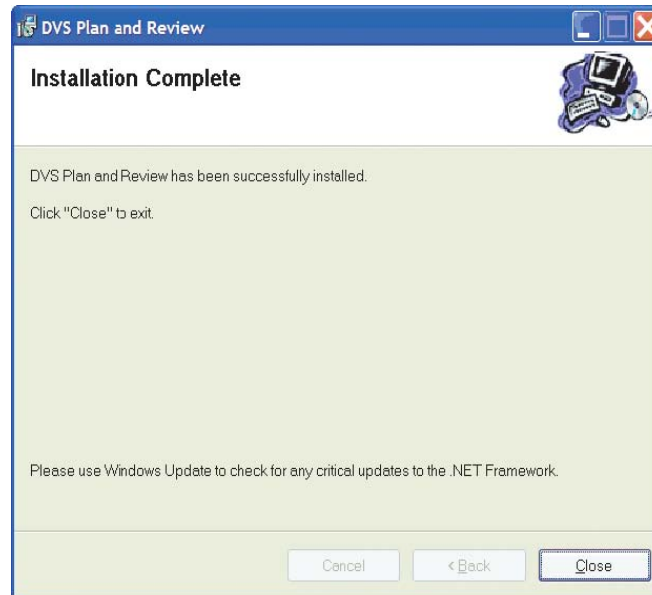 DVS Plan and Review
Installation Complete
DVS Plan and Review has been successfully installed.
Click "Close" to exit.
Please use Windows Update to check for any critical updates to the .NET Framework.
Cancel
< Back
Close